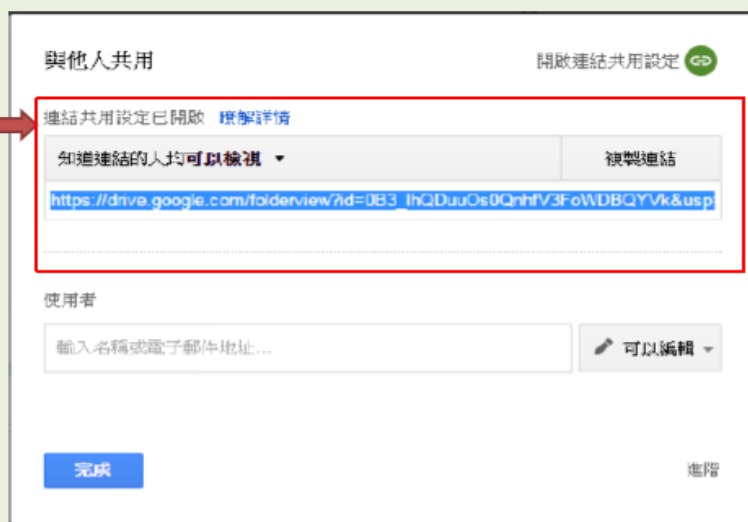 與他人共用
開啟連結共用設定
連結共用設定已開啟 瞭解詳情
知道連結的人均可以檢視
複製連結
https://drive.google.com/folderview?id=0B3_IhQDuuOs0QnhfV3FoWDBQYVk&usp
使用者
輸入名稱或電子郵件地址...
可以編輯
完成
進階